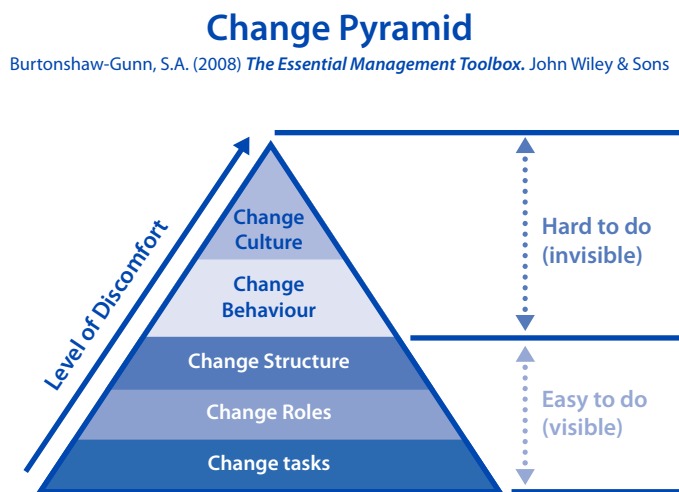 Change Pyramid
Burtonshaw-Gunn, S.A. (2008) The Essential Management Toolbox. John Wiley & Sons
Level of Discomfort
Change
Culture
Change
Behaviour
Change Structure
Change Roles
Change tasks
Hard to do
(invisible)
Easy to do
(visible)